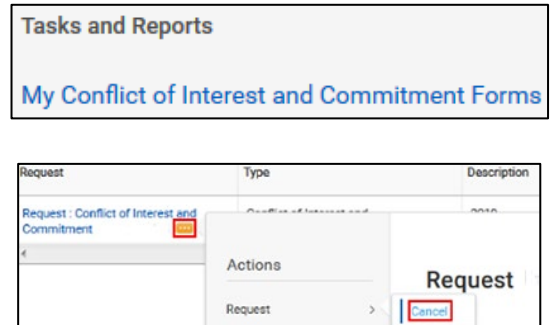 Tasks and Reports
My Conflict of Interest and Commitment Forms
Request Type Description
Request : Conflict of Interest and
Commitment
Actions
Request
Request > Cancel